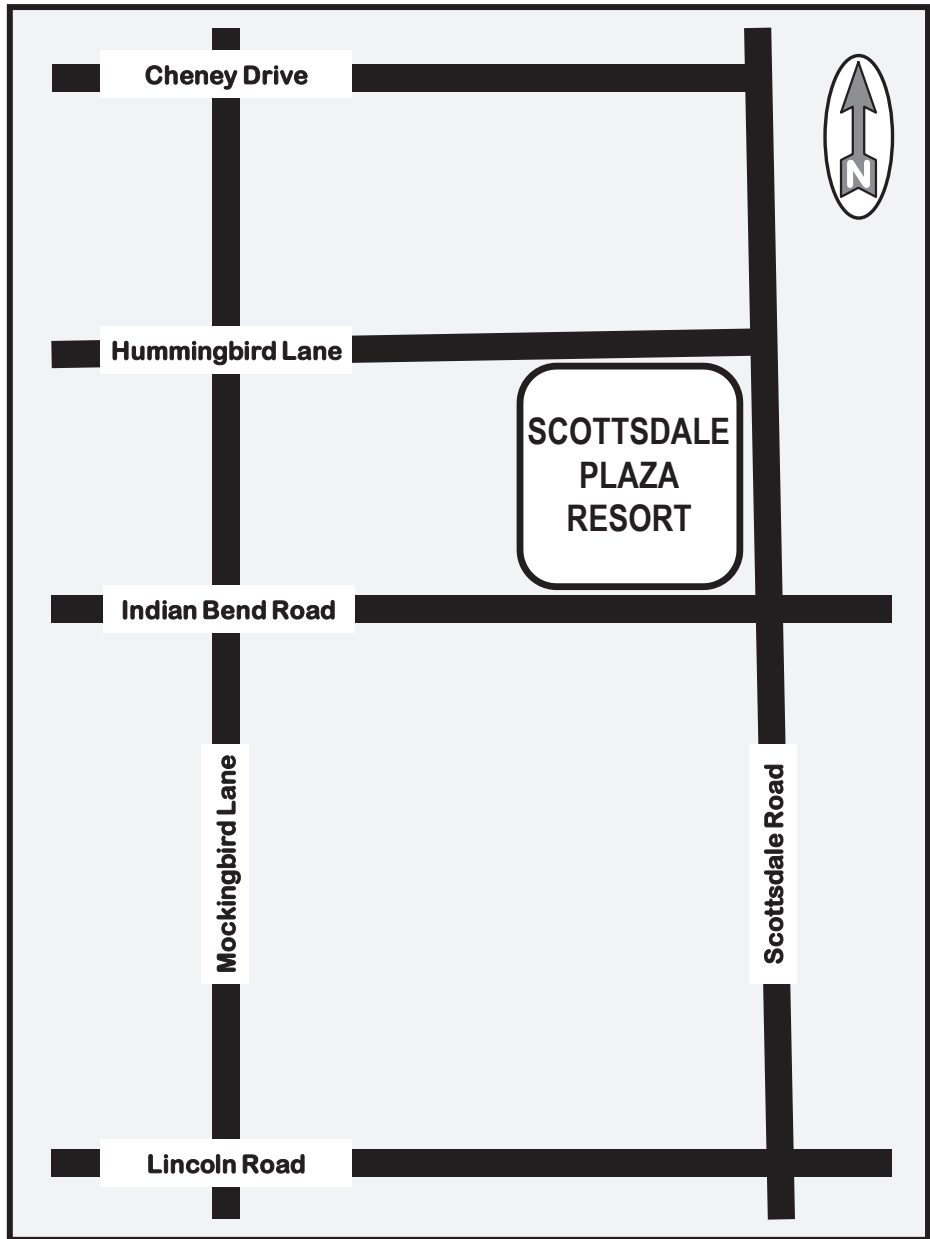 Cheney Drive
N
Hummingbird Lane
SCOTTSDALE
PLAZA
RESORT
Indian Bend Road
Mockingbird Lane
Scottsdale Road
Lincoln Road